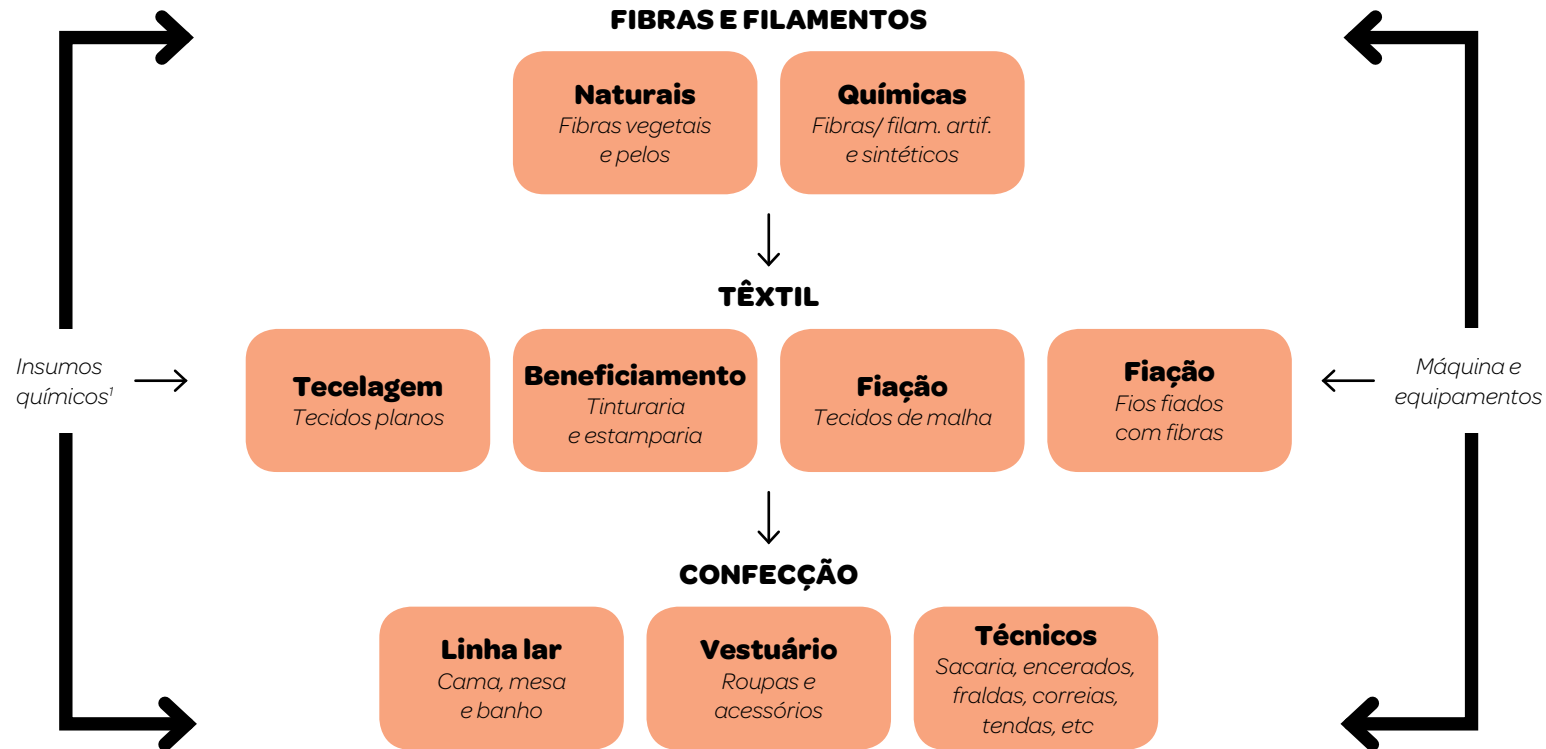 FIBRAS E FILAMENTOS
Naturais
Fibras vegetais
e pelos
Químicas
Fibras/ filam. artif.
e sintéticos
TÊXTIL
Insumos
químicos¹
Tecelagem
Tecidos planos
Beneficiamento
Tinturaria
e estamparia
Fiação
Tecidos de malha
Fiação
Fios fiados
com fibras
Máquina e
equipamentos
CONFECÇÃO
Linha lar
Cama, mesa
e banho
Vestuário
Roupas e
acessórios
Técnicos
Sacaria, encerados,
fraldas, correias,
tendas, etc